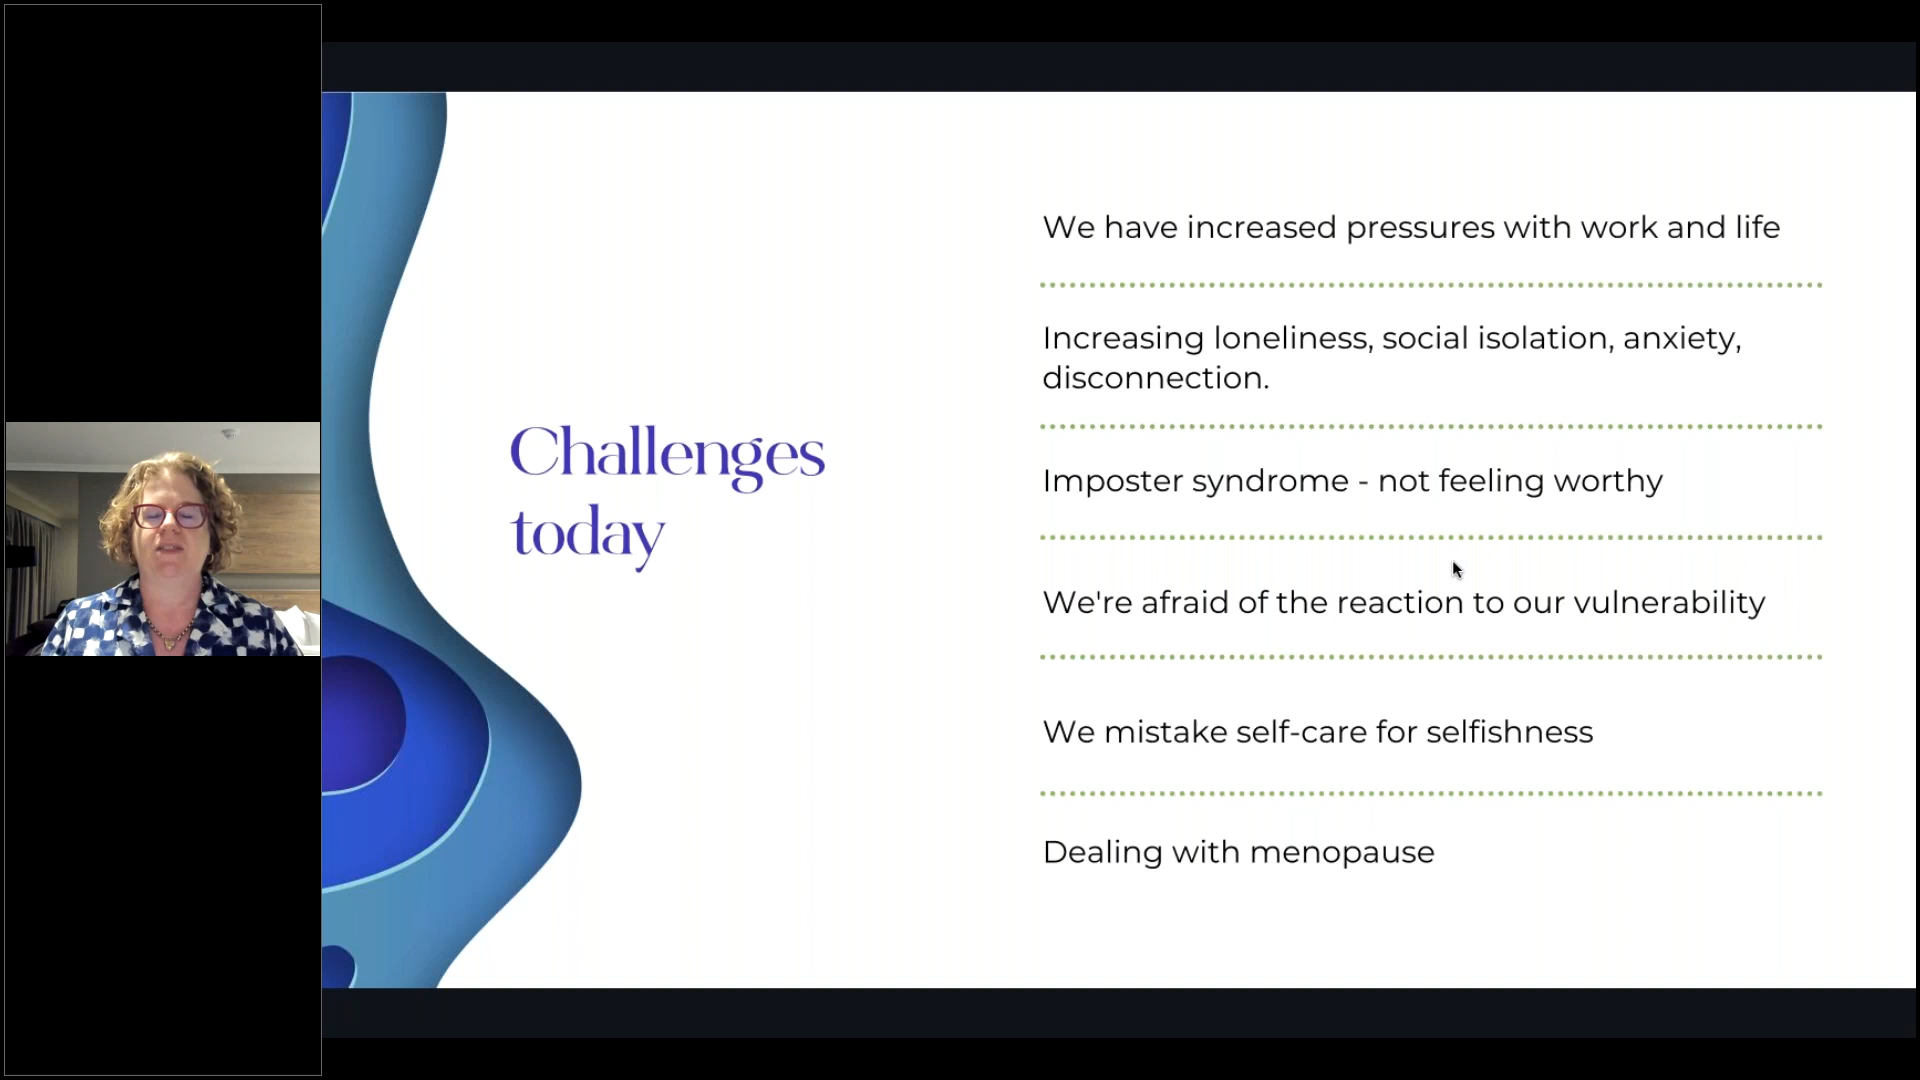 Challenges
today
We have increased pressures with work and life
Increasing loneliness, social isolation, anxiety,
disconnection.
Imposter syndrome - not feeling worthy
We're afraid of the reaction to our vulnerability
We mistake self-care for selfishness
Dealing with menopause